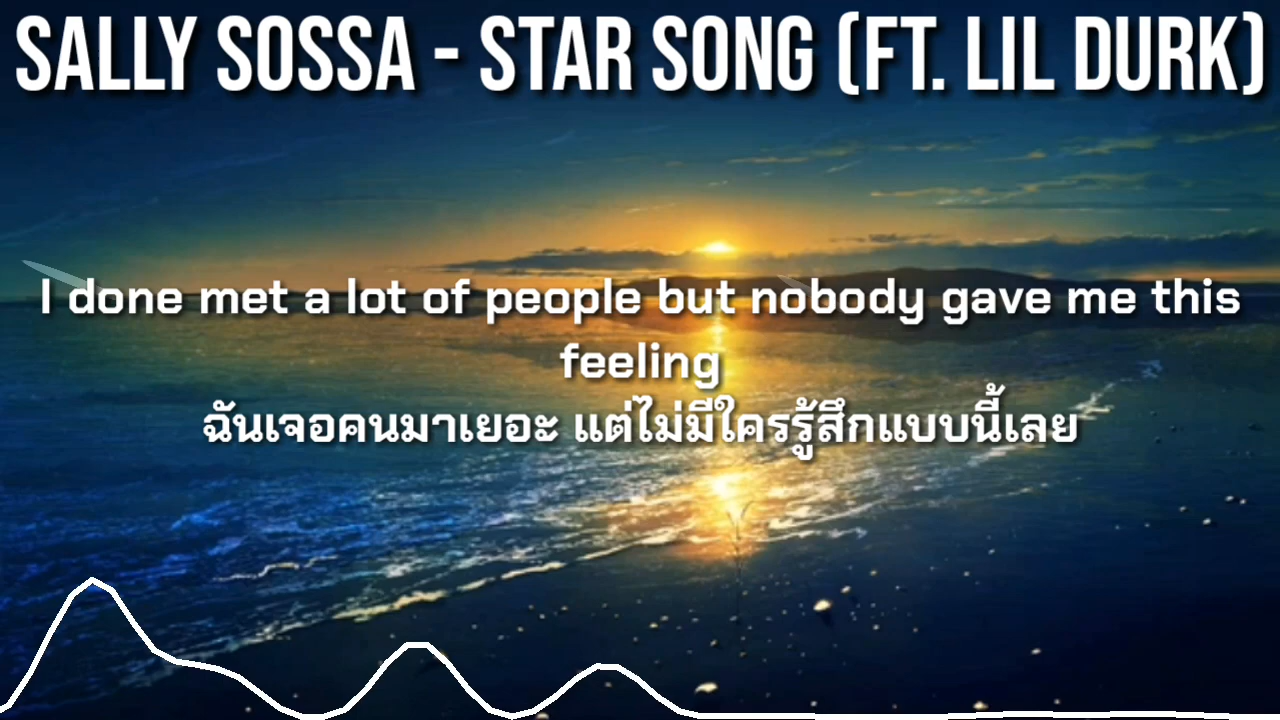 SALLY SOSSA - STAR SONG (FT. LIL DURK)
I done met a lot of people but nobody gave me this
feeling
ฉันเจอคนมาเยอะ แต่ไม่มีใครรู้สึกแบบนี้เลย